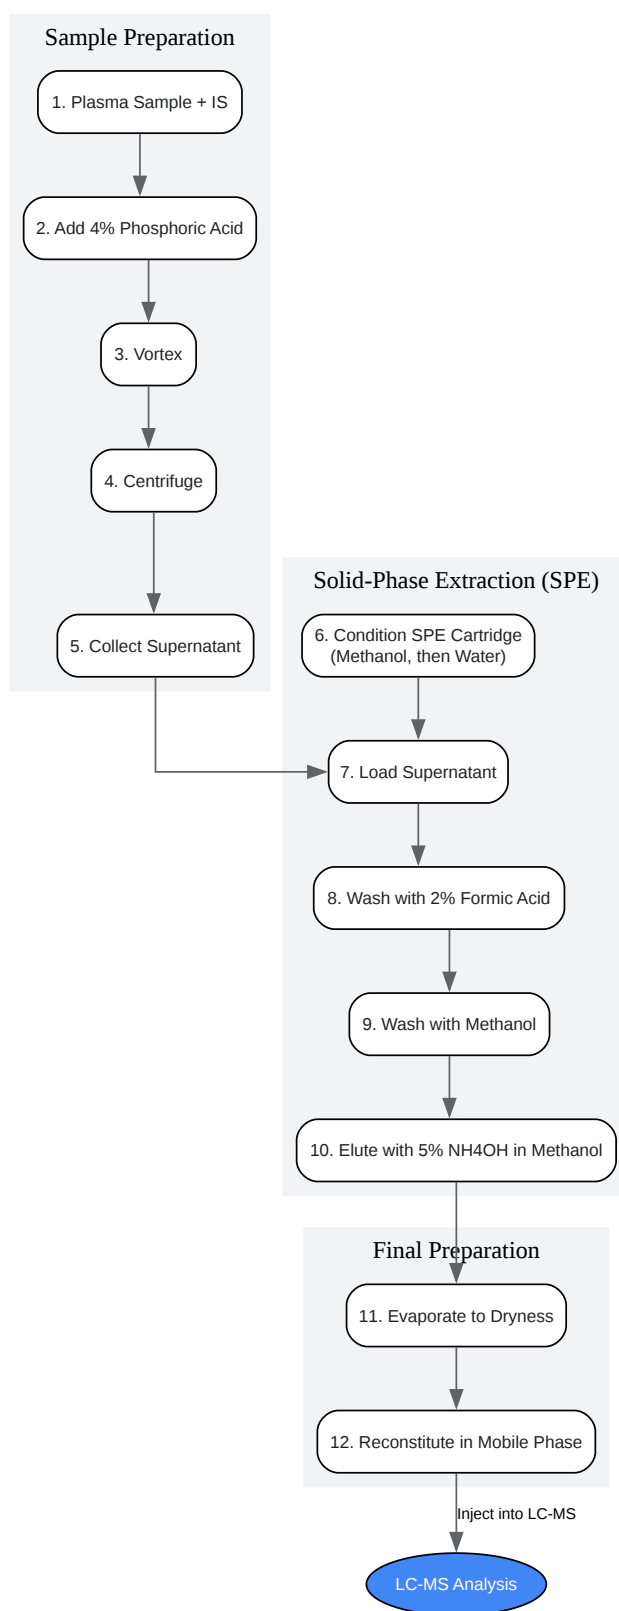 Sample Preparation
1. Plasma Sample + IS
2. Add 4% Phosphoric Acid
3. Vortex
4. Centrifuge
5. Collect Supernatant
Solid-Phase Extraction (SPE)
6. Condition SPE Cartridge
(Methanol, then Water)
7. Load Supernatant
8. Wash with 2% Formic Acid
9. Wash with Methanol
10. Elute with 5% NH4OH in Methanol
Final Preparation
11. Evaporate to Dryness
12. Reconstitute in Mobile Phase
Inject into LC-MS
LC-MS Analysis